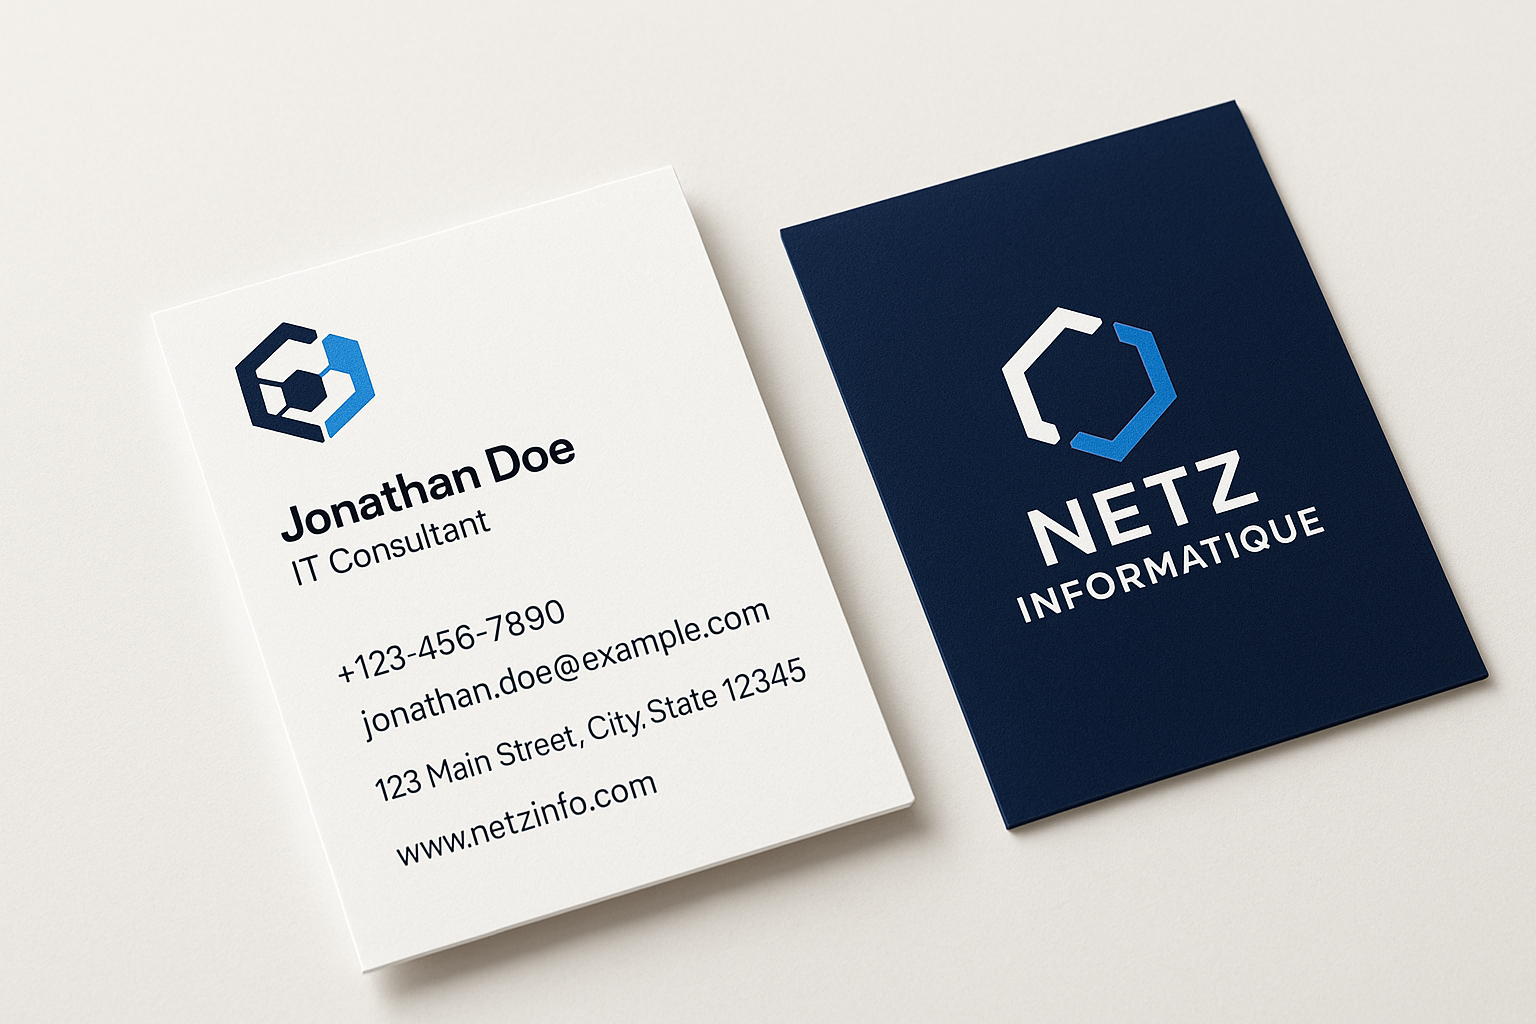 Jonathan Doe
IT Consultant
+123-456-7890
jonathan.doe@example.com
123 Main Street, City.State 12345
www.netzinfo.com
NETZ
INFORMATIQUE